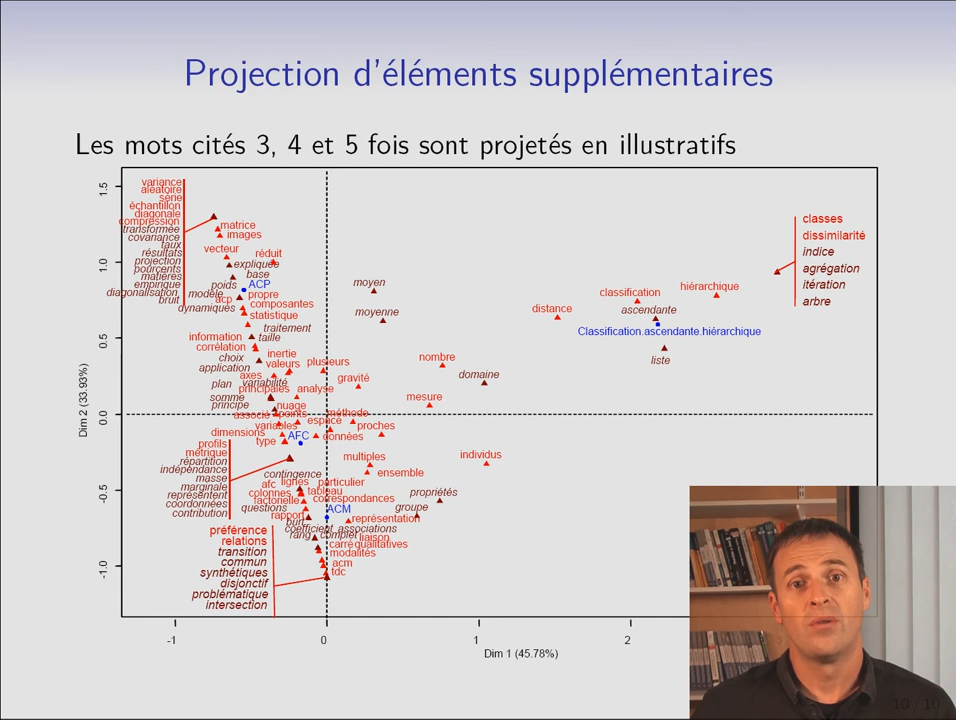 Projection d'éléments supplémentaires
Les mots cités 3, 4 et 5 fois sont projetés en illustratifs
variance
aléatoire
série
échantillon
diagonale
compression
transformée
covariance
taux
résultats
projection
pourcents
matières
empirique
diagonalisation
bruit
matrice
images
vecteur
réduit
expliquée
base
poids
ACP
modèle
propre
acp
composantes
dynamiques
statistique
traitement
information
taille
corrélation
choix
inertie
application
valeurs
plusieurs
axes
plan
variabilité
principales
analyse
somme
principe
nuage
associé
points
méthode
variables
espace
dimensions
AFC
données
type
proches
moyen
moyenne
gravité
nombre
domaine
mesure
distance
classification
hiérarchique
ascendante
Classification.ascendante.hiérarchique
liste
classes
dissimilarité
indice
agrégation
itération
arbre
profils
métrique
répartition
indépendance
masse
marginale
représentent
coordonnées
contribution
multiples
ensemble
individus
contingence
afc
lignes
particulier
colonnes
tableau
factorielle
correspondances
questions
ACM
rapport
représentation
propriétés
groupe
burt
coefficient
associations
rang
complet
liaison
carré
qualitatives
modalités
acm
tdc
préférence
relations
transition
commun
synthétiques
disjonctif
problématique
intersection
Dim 2 (33.93%)
1.5
1.0
0.5
0.0
-0.5
-1.0
-1
0
1
2
Dim 1 (45.78%)
10 / 10